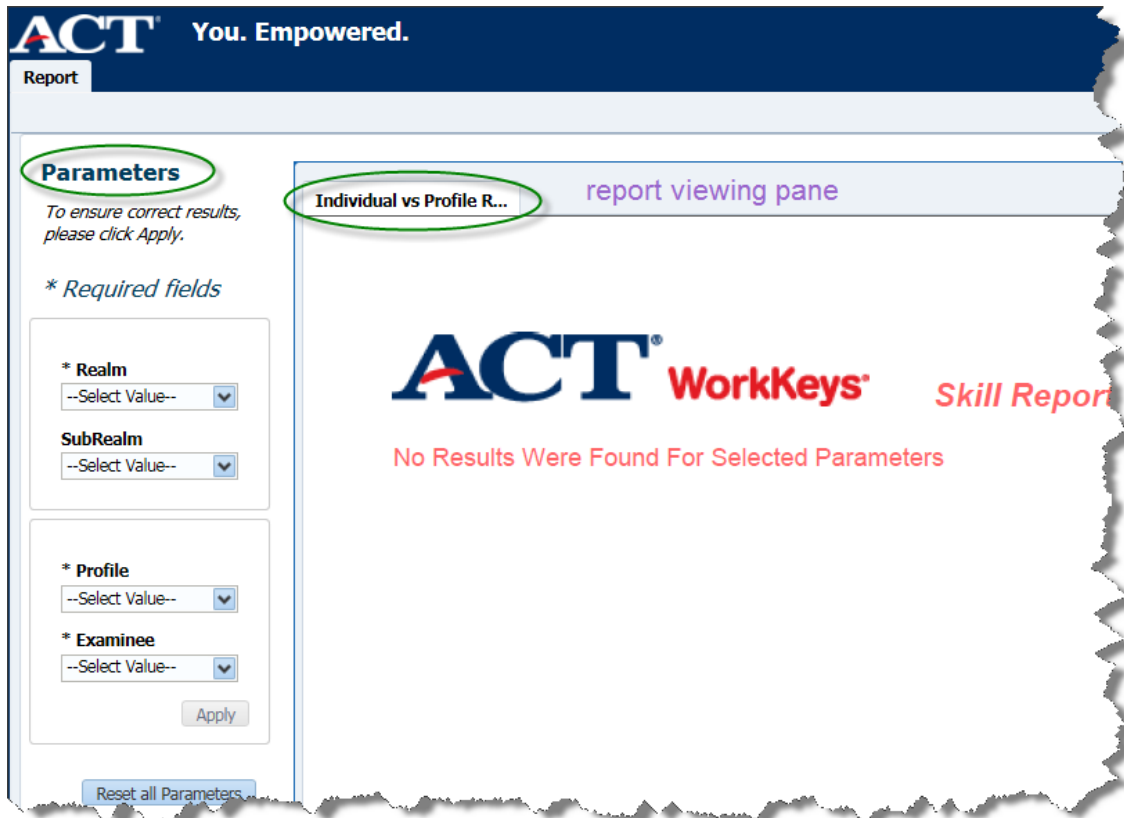 ACT® You. Empowered.
Report
Parameters
To ensure correct results,
please click Apply.
* Required fields
* Realm
--Select Value--
SubRealm
--Select Value--
* Profile
--Select Value--
* Examinee
--Select Value--
Apply
Reset all Parameters
Individual vs Profile R...
report viewing pane
ACT® WorkKeys® Skill Report
No Results Were Found For Selected Parameters